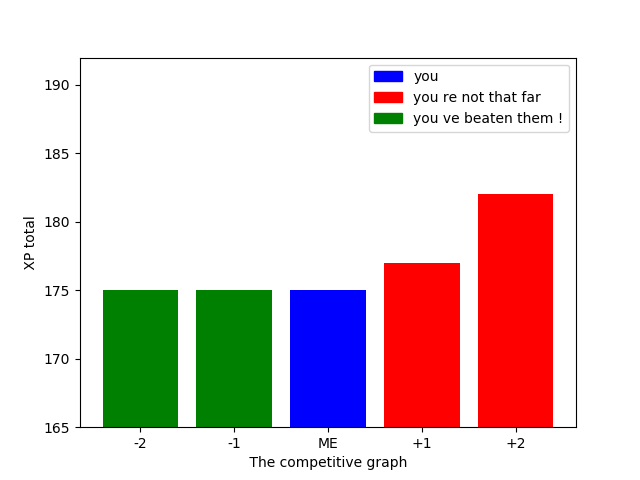 190
185
180
175
170
165
XP total
-2 -1 ME +1 +2
The competitive graph
you
you re not that far
you ve beaten them !